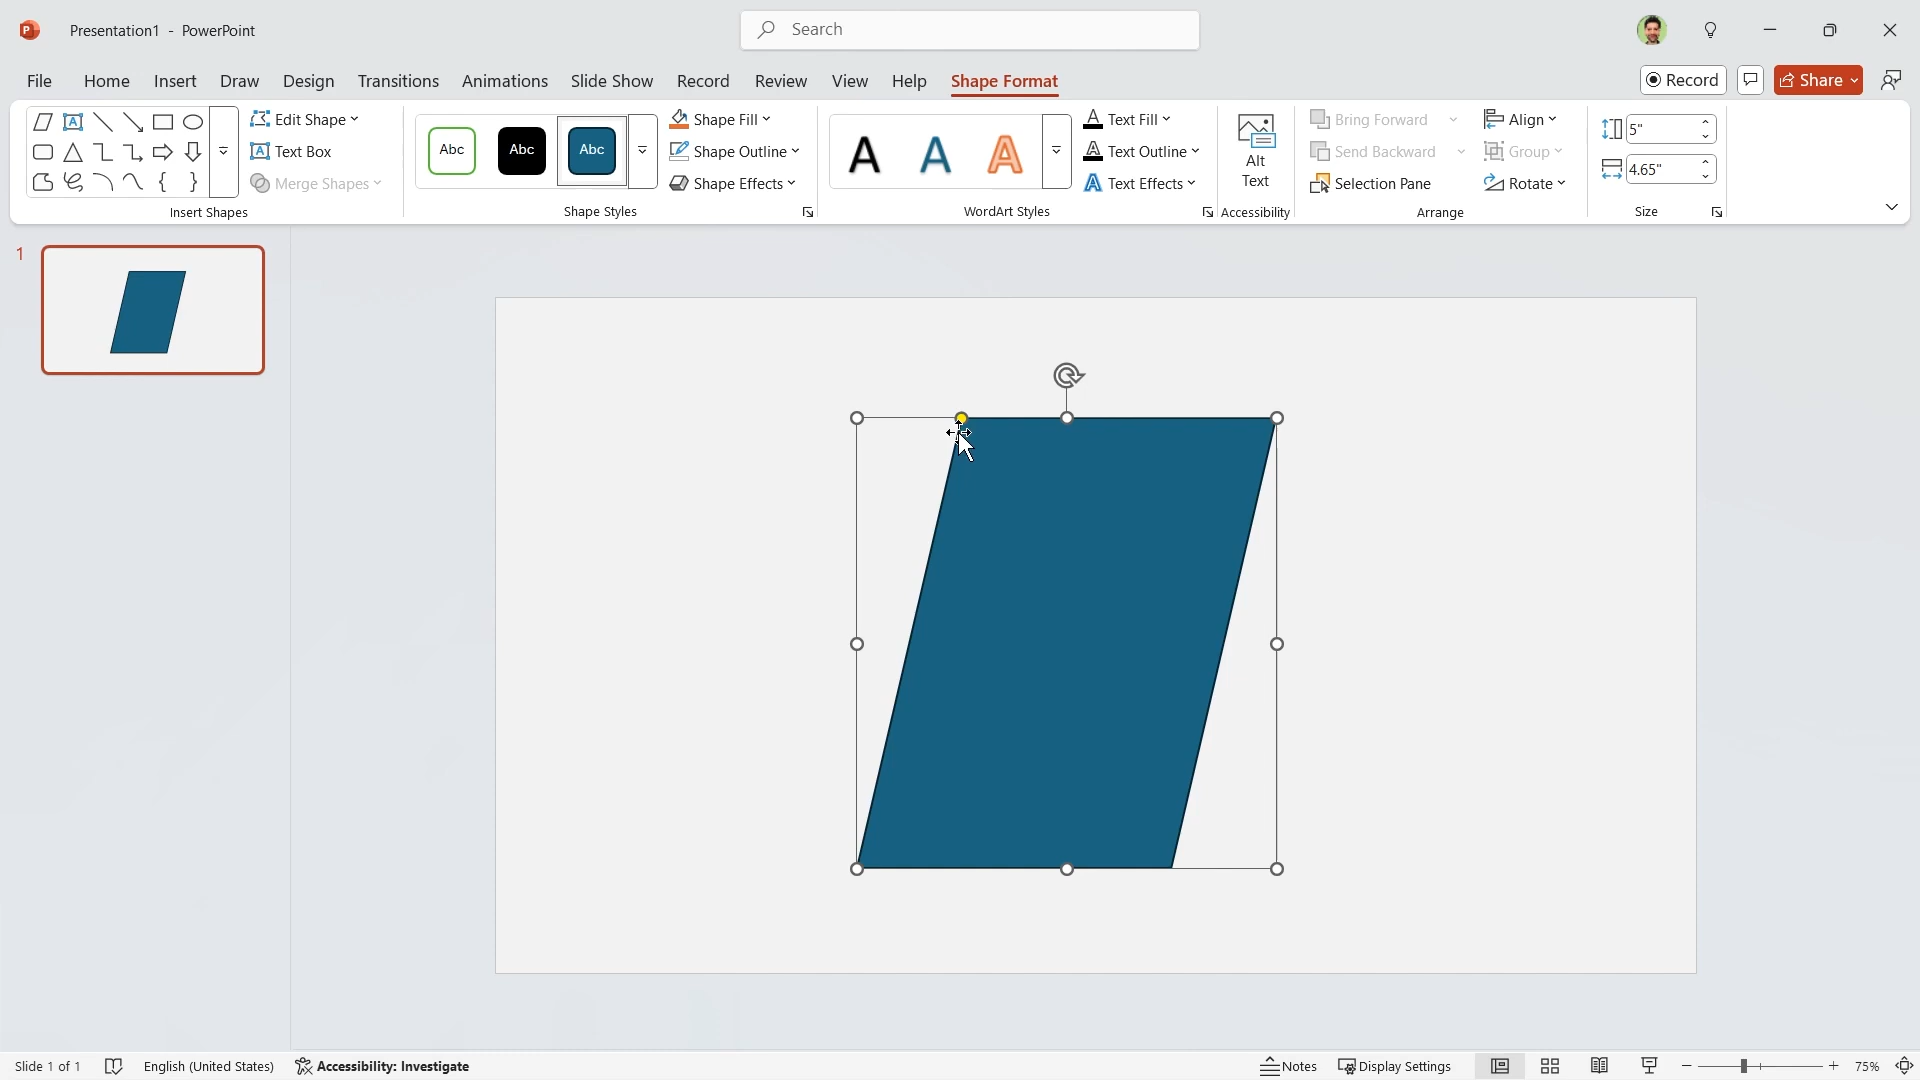 Presentation1 - PowerPoint
Search
File Home Insert Draw Design Transitions Animations Slide Show Record Review View Help Shape Format
Record Share
Edit Shape
Text Box
Merge Shapes
Insert Shapes
Abc Abc Abc
Shape Fill
Shape Outline
Shape Effects
Shape Styles
A A A
WordArt Styles
Text Fill
Text Outline
Text Effects
Alt
Text
Accessibility
Bring Forward
Send Backward
Selection Pane
Align
Group
Rotate
Arrange
5"
4.65"
Size
1
Slide 1 of 1 English (United States) Accessibility: Investigate Notes Display Settings 75%